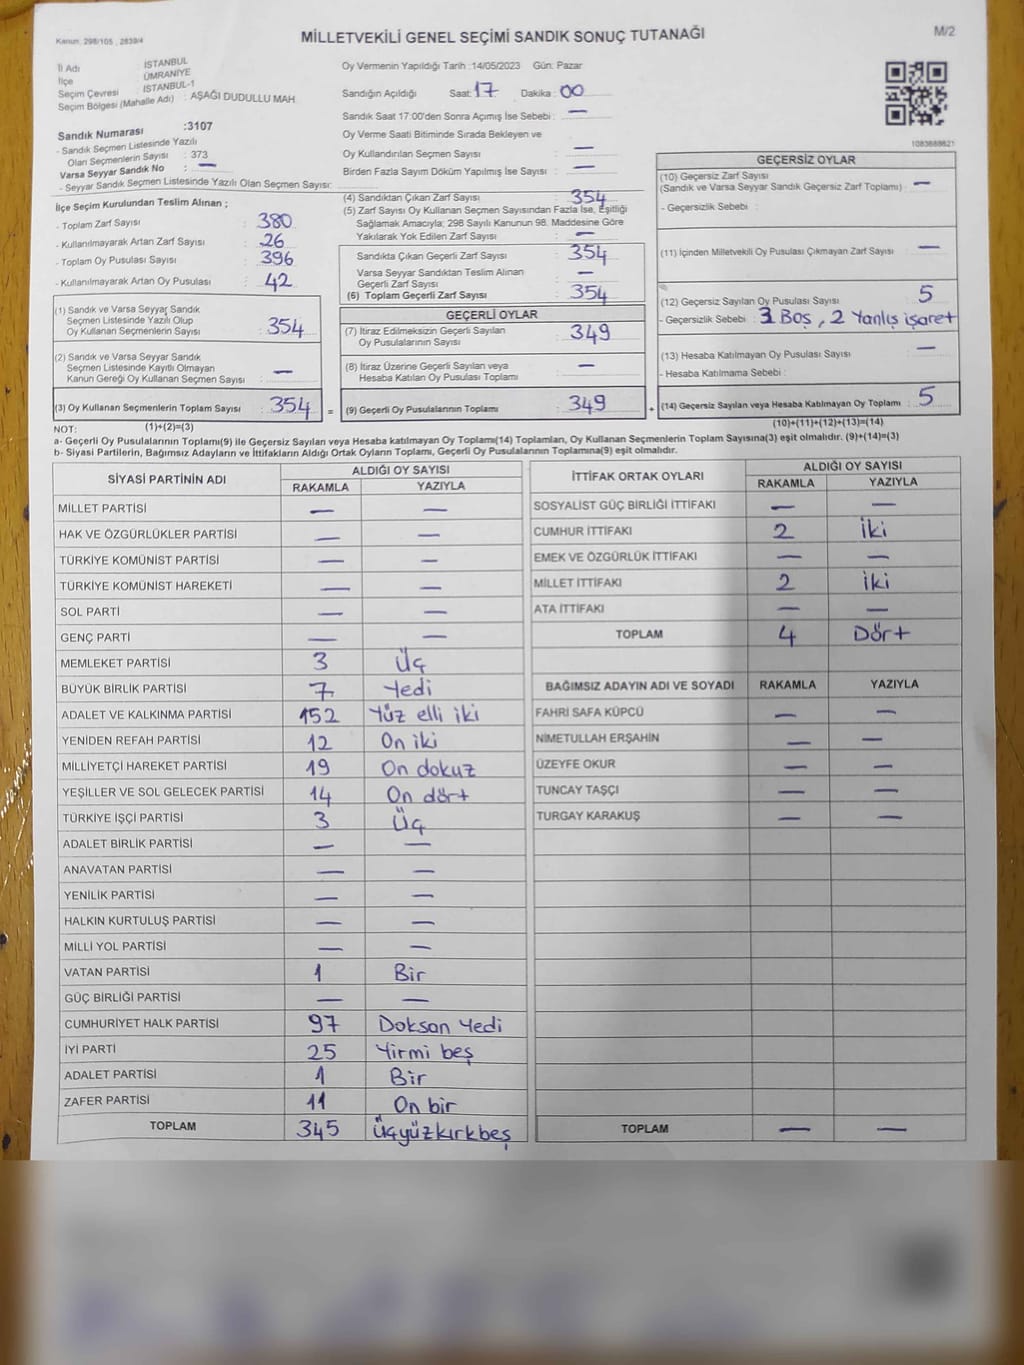 Kanun: 298/105 , 2839/4
MİLLETVEKİLİ GENEL SEÇİMİ SANDIK SONUÇ TUTANAĞI
M/2
İl Adı : İSTANBUL
İlçe : ÜMRANİYE
Seçim Çevresi : İSTANBUL-1
Seçim Bölgesi (Mahalle Adı) : AŞAĞI DUDULLU MAH.
Sandık Numarası :3107
- Sandık Seçmen Listesinde Yazılı
Olan Seçmenlerin Sayısı : 373
Varsa Seyyar Sandık No : —
- Seyyar Sandık Seçmen Listesinde Yazılı Olan Seçmen Sayısı:
Oy Vermenin Yapıldığı Tarih :14/05/2023 Gün: Pazar
Sandığın Açıldığı Saat: 17 Dakika : 00
Sandık Saat 17:00'den Sonra Açılmış İse Sebebi : —
Oy Verme Saati Bitiminde Sırada Bekleyen ve
Oy Kullandırılan Seçmen Sayısı : —
Birden Fazla Sayım Döküm Yapılmış İse Sayısı : —
1083688621
İlçe Seçim Kurulundan Teslim Alınan ;
- Toplam Zarf Sayısı : 380
- Kullanılmayarak Artan Zarf Sayısı : 26
- Toplam Oy Pusulası Sayısı : 396
- Kullanılmayarak Artan Oy Pusulası : 42
(4) Sandıktan Çıkan Zarf Sayısı : 354
(5) Zarf Sayısı Oy Kullanan Seçmen Sayısından Fazla İse, Eşitliği
Sağlamak Amacıyla; 298 Sayılı Kanunun 98. Maddesine Göre
Yakılarak Yok Edilen Zarf Sayısı : —
Sandıkta Çıkan Geçerli Zarf Sayısı : 354
Varsa Seyyar Sandıktan Teslim Alınan
Geçerli Zarf Sayısı : —
(6) Toplam Geçerli Zarf Sayısı : 354
GEÇERSİZ OYLAR
(10) Geçersiz Zarf Sayısı
(Sandık ve Varsa Seyyar Sandık Geçersiz Zarf Toplamı) : —
- Geçersizlik Sebebi :
(11) İçinden Milletvekili Oy Pusulası Çıkmayan Zarf Sayısı : —
(12) Geçersiz Sayılan Oy Pusulası Sayısı : 5
- Geçersizlik Sebebi : 3 Boş , 2 Yanlış işaret
(13) Hesaba Katılmayan Oy Pusulası Sayısı : —
- Hesaba Katılmama Sebebi :
(14) Geçersiz Sayılan veya Hesaba Katılmayan Oy Toplamı : 5
(10)+(11)+(12)+(13)=(14)
(1) Sandık ve Varsa Seyyar Sandık
Seçmen Listesinde Yazılı Olup
Oy Kullanan Seçmenlerin Sayısı : 354
(2) Sandık ve Varsa Seyyar Sandık
Seçmen Listesinde Kayıtlı Olmayan
Kanun Gereği Oy Kullanan Seçmen Sayısı : —
(3) Oy Kullanan Seçmenlerin Toplam Sayısı : 354 =
GEÇERLİ OYLAR
(7) İtiraz Edilmeksizin Geçerli Sayılan
Oy Pusulalarının Sayısı : 349
(8) İtiraz Üzerine Geçerli Sayılan veya
Hesaba Katılan Oy Pusulası Toplamı : —
(9) Geçerli Oy Pusulalarının Toplamı : 349 +
NOT: (1)+(2)=(3)
a- Geçerli Oy Pusulalarının Toplamı(9) ile Geçersiz Sayılan veya Hesaba katılmayan Oy Toplamı(14) Toplamları, Oy Kullanan Seçmenlerin Toplam Sayısına(3) eşit olmalıdır. (9)+(14)=(3)
b- Siyasi Partilerin, Bağımsız Adayların ve İttifakların Aldığı Ortak Oyların Toplamı, Geçerli Oy Pusulalarının Toplamına(9) eşit olmalıdır.
SİYASİ PARTİNİN ADI ALDIĞI OY SAYISI
RAKAMLA YAZIYLA
MİLLET PARTİSİ — —
HAK VE ÖZGÜRLÜKLER PARTİSİ — —
TÜRKİYE KOMÜNİST PARTİSİ — —
TÜRKİYE KOMÜNİST HAREKETİ — —
SOL PARTİ — —
GENÇ PARTİ — —
MEMLEKET PARTİSİ 3 Üç
BÜYÜK BİRLİK PARTİSİ 7 Yedi
ADALET VE KALKINMA PARTİSİ 152 Yüz elli iki
YENİDEN REFAH PARTİSİ 12 On iki
MİLLİYETÇİ HAREKET PARTİSİ 19 On dokuz
YEŞİLLER VE SOL GELECEK PARTİSİ 14 On dört
TÜRKİYE İŞÇİ PARTİSİ 3 Üç
ADALET BİRLİK PARTİSİ — —
ANAVATAN PARTİSİ — —
YENİLİK PARTİSİ — —
HALKIN KURTULUŞ PARTİSİ — —
MİLLİ YOL PARTİSİ — —
VATAN PARTİSİ 1 Bir
GÜÇ BİRLİĞİ PARTİSİ — —
CUMHURİYET HALK PARTİSİ 97 Doksan Yedi
İYİ PARTİ 25 Yirmi beş
ADALET PARTİSİ 1 Bir
ZAFER PARTİSİ 11 On bir
TOPLAM 345 Üçyüzkırkbeş
İTTİFAK ORTAK OYLARI ALDIĞI OY SAYISI
RAKAMLA YAZIYLA
SOSYALİST GÜÇ BİRLİĞİ İTTİFAKI — —
CUMHUR İTTİFAKI 2 İki
EMEK VE ÖZGÜRLÜK İTTİFAKI — —
MİLLET İTTİFAKI 2 İki
ATA İTTİFAKI — —
TOPLAM 4 Dört
BAĞIMSIZ ADAYIN ADI VE SOYADI RAKAMLA YAZIYLA
FAHRİ SAFA KÜPCÜ — —
NİMETULLAH ERŞAHİN — —
ÜZEYFE OKUR — —
TUNCAY TAŞÇI — —
TURGAY KARAKUŞ — —
TOPLAM — —